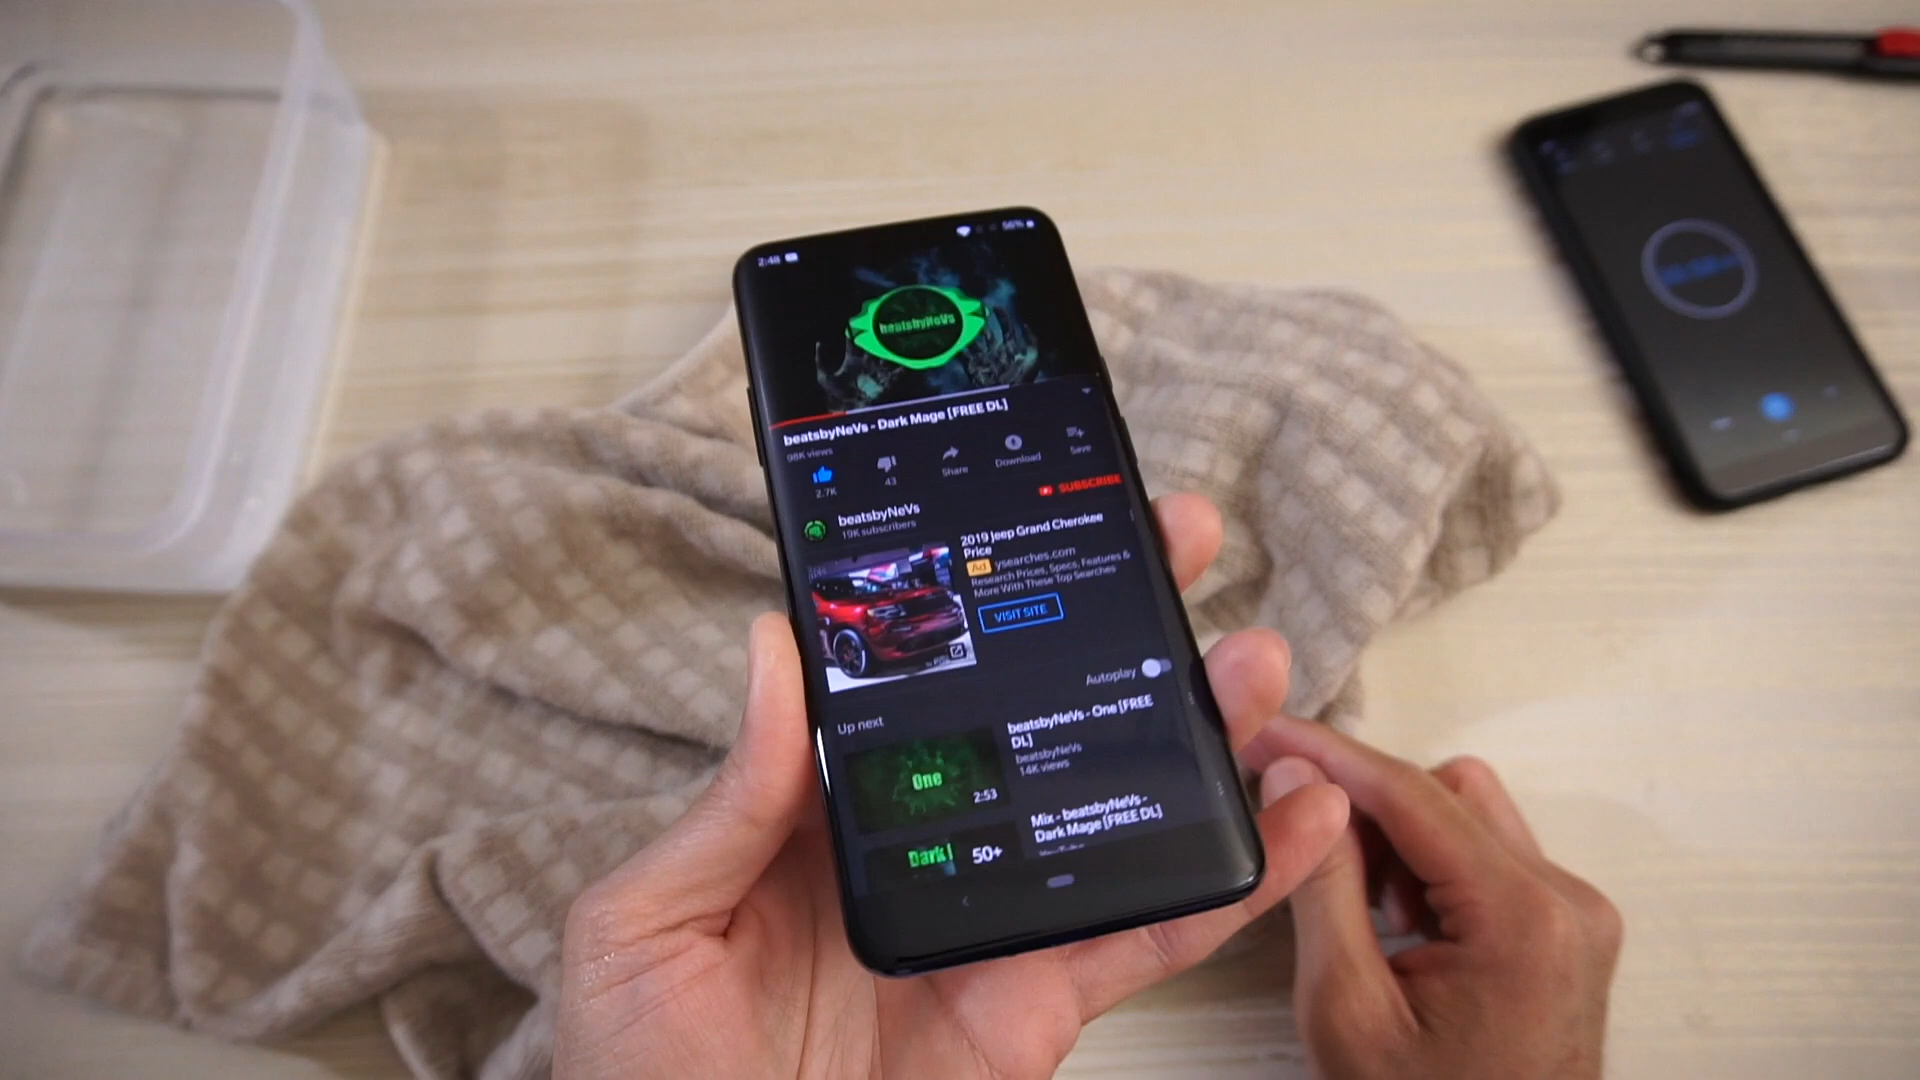 2:48
56%
beatsbyNeVs
beatsbyNeVs - Dark Mage [FREE DL]
98K views
2.7K
43
Share
Download
Save
beatsbyNeVs
19K subscribers
SUBSCRIBE
2019 Jeep Grand Cherokee
Price
Ad ysearches.com
Research Prices, Specs, Features &
More With These Top Searches
VISIT SITE
Autoplay
Up next
One
2:53
beatsbyNeVs - One [FREE
DL]
beatsbyNeVs
14K views
Dark
50+
Mix - beatsbyNeVs -
Dark Mage [FREE DL]
YouTube